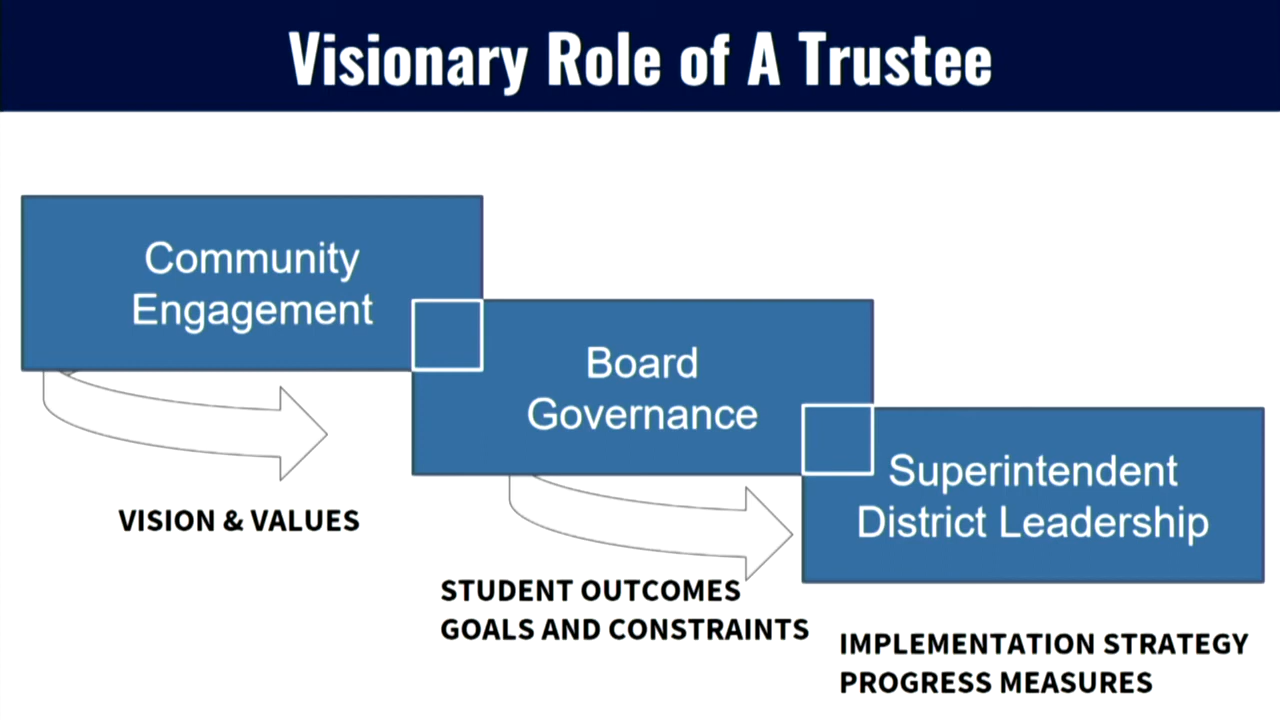 Visionary Role of A Trustee
Community
Engagement
Board
Governance
Superintendent
District Leadership
VISION & VALUES
STUDENT OUTCOMES
GOALS AND CONSTRAINTS
IMPLEMENTATION STRATEGY
PROGRESS MEASURES